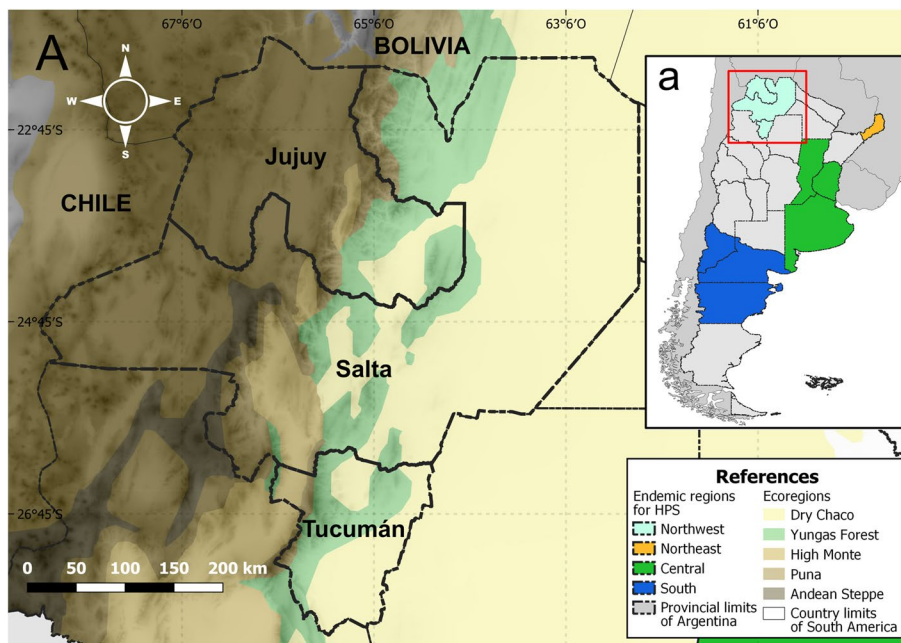 67°6'O 65°6'O 63°6'O 61°6'O
A
BOLIVIA
N
W E
S
a
22°45'S
Jujuy
CHILE
24°45'S
Salta
References
Endemic regions
for HPS
Northwest
Northeast
Central
South
Provincial limits
of Argentina
Ecoregions
Dry Chaco
Yungas Forest
High Monte
Puna
Andean Steppe
Country limits
of South America
26°45'S
Tucumán
0 50 100 150 200 km